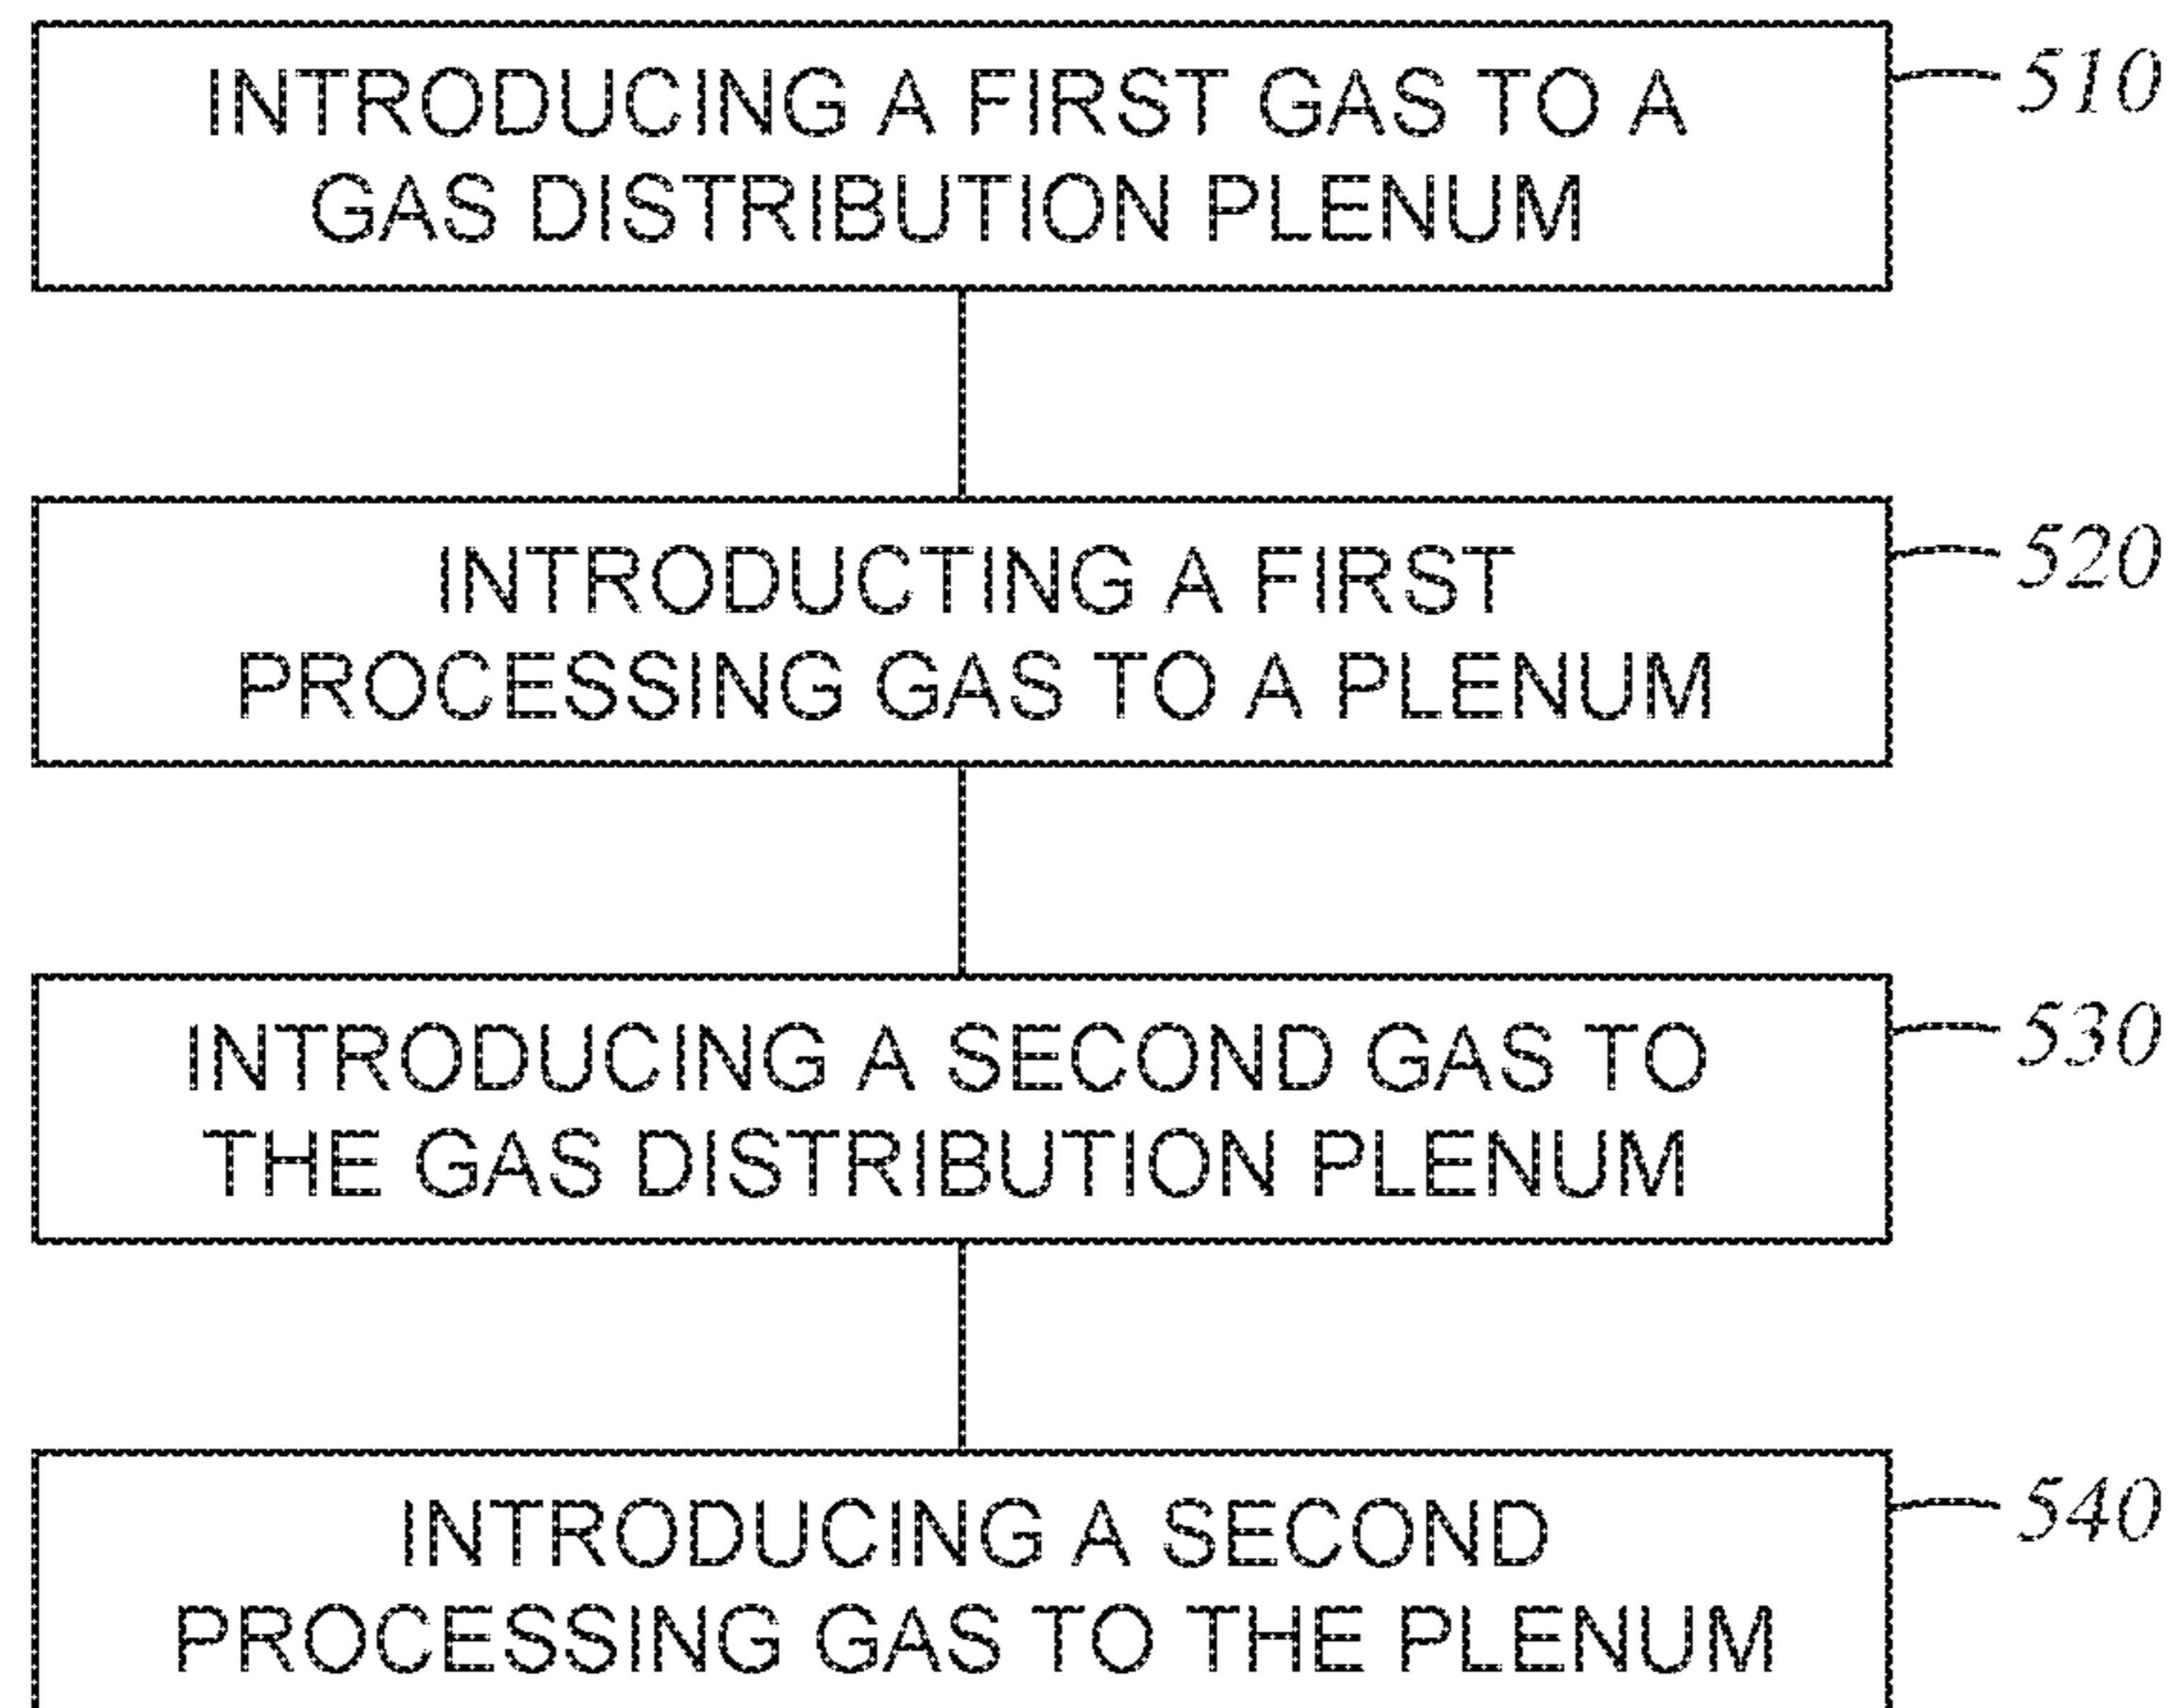 INTRODUCING A FIRST GAS TO A
GAS DISTRIBUTION PLENUM
510
INTRODUCTING A FIRST
PROCESSING GAS TO A PLENUM
520
INTRODUCING A SECOND GAS TO
THE GAS DISTRIBUTION PLENUM
530
INTRODUCING A SECOND
PROCESSING GAS TO THE PLENUM
540